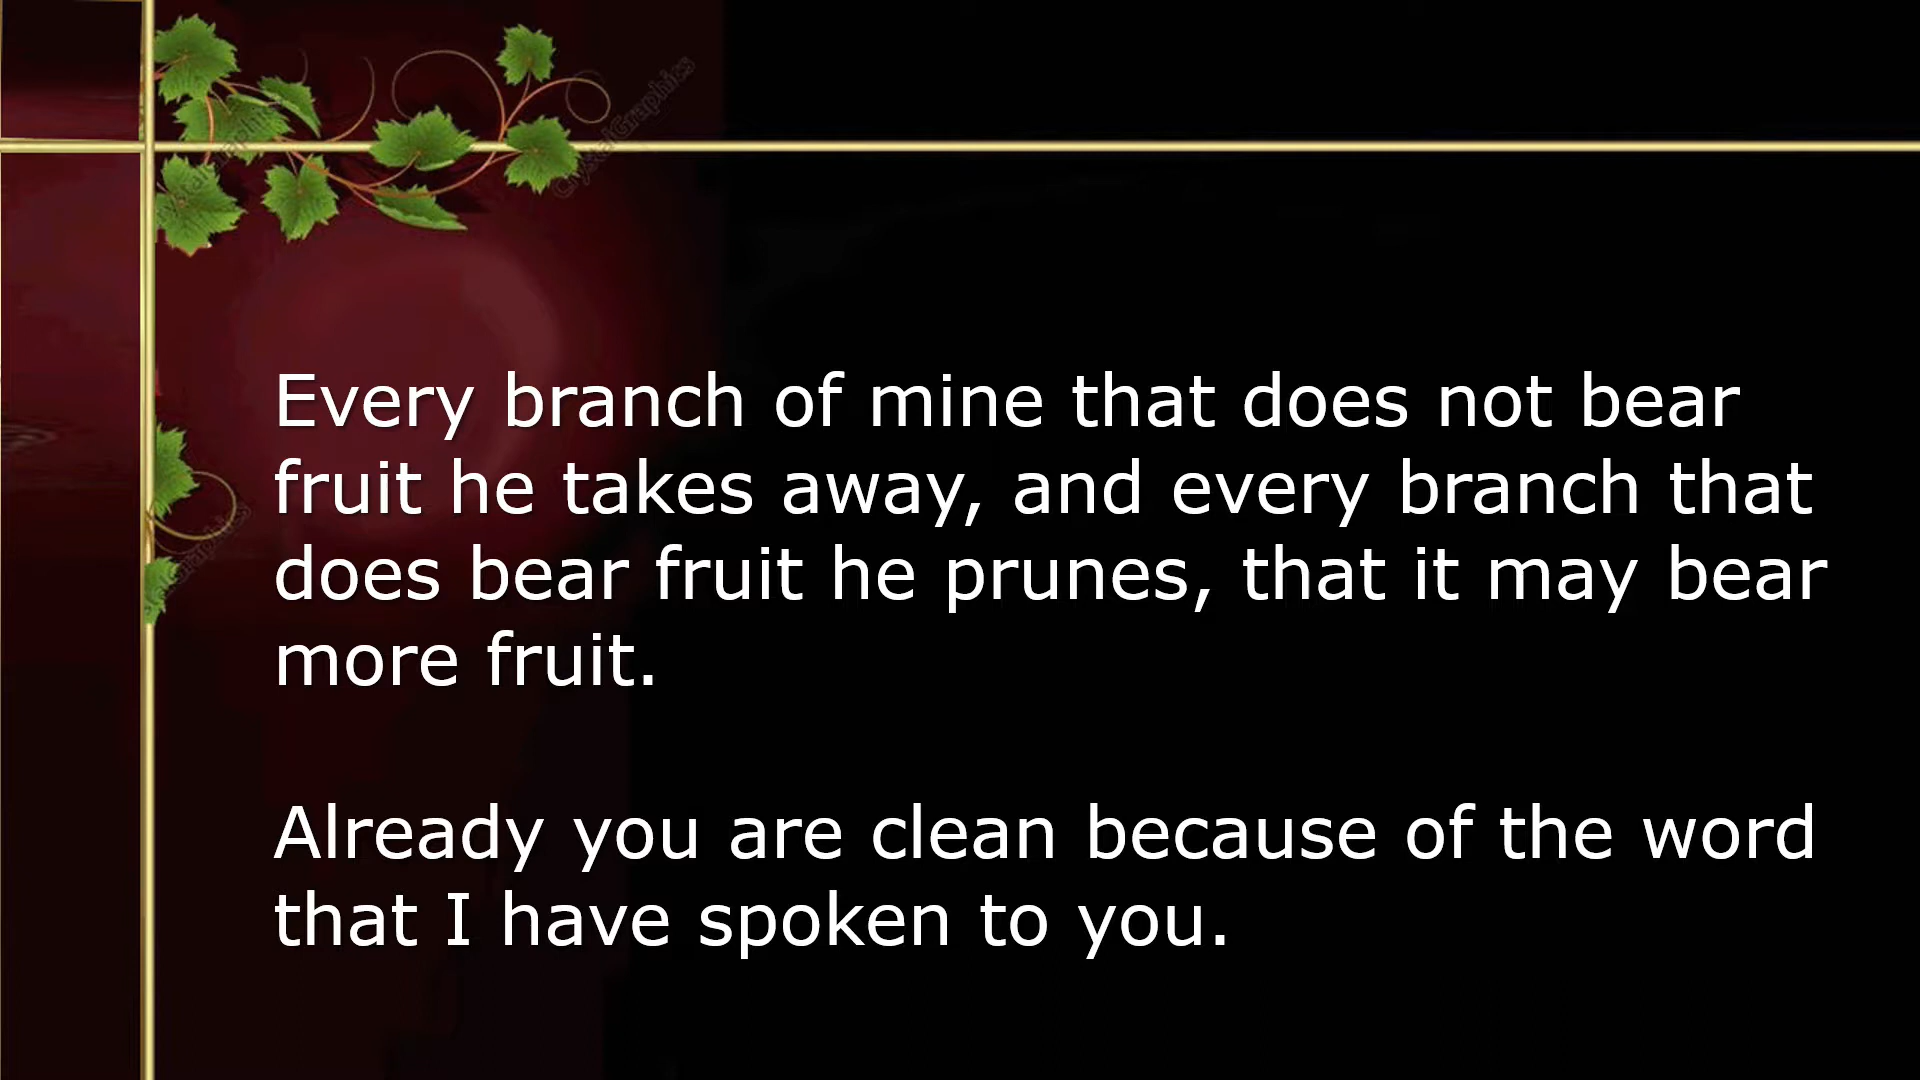 CrystalGraphics
Every branch of mine that does not bear
fruit he takes away, and every branch that
does bear fruit he prunes, that it may bear
more fruit.
Already you are clean because of the word
that I have spoken to you.